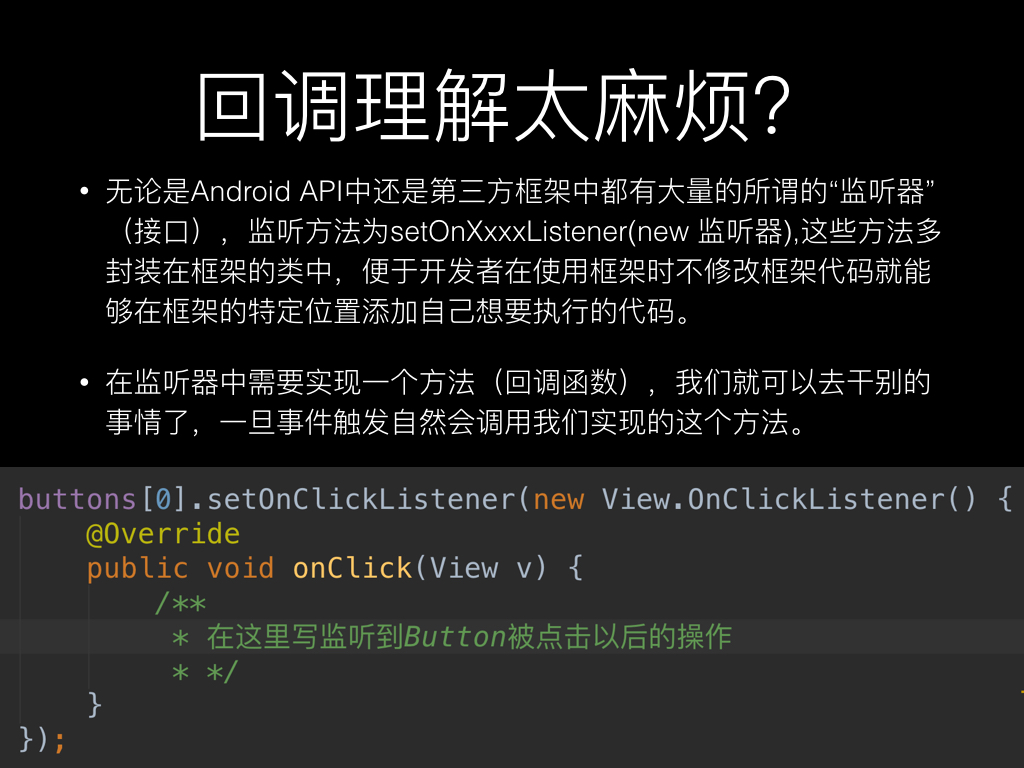 回调理解太麻烦?
• 无论是Android API中还是第三方框架中都有大量的所谓的“监听器”
（接口），监听方法为setOnXxxxListener(new 监听器),这些方法多
封装在框架的类中，便于开发者在使用框架时不修改框架代码就能
够在框架的特定位置添加自己想要执行的代码。
• 在监听器中需要实现一个方法（回调函数），我们就可以去干别的
事情了，一旦事件触发自然会调用我们实现的这个方法。
buttons[0].setOnClickListener(new View.OnClickListener() {
    @Override
    public void onClick(View v) {
        /**
         * 在这里写监听到Button被点击以后的操作
         * */
    }
});